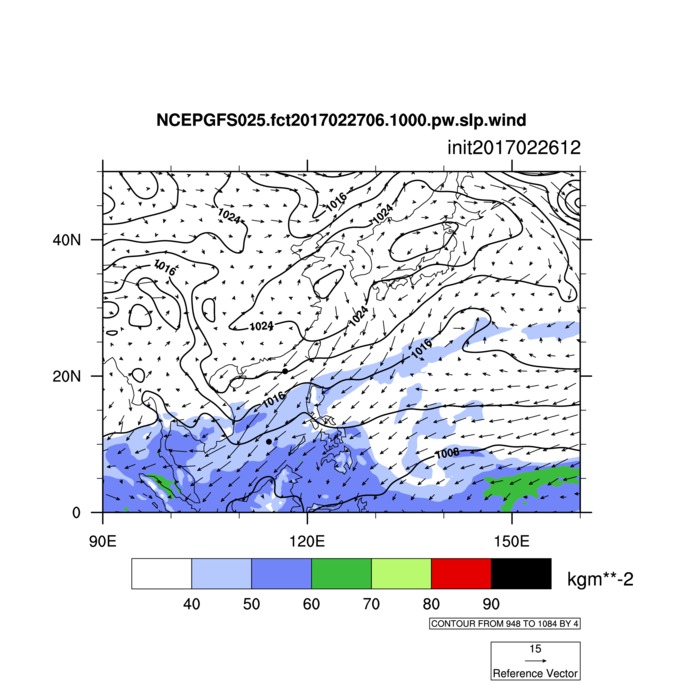 NCEPGFS025.fct2017022706.1000.pw.slp.wind
init2017022612
1016
1024
1024
1016
40N
1024
1024
1016
20N
1016
1008
0
90E 120E 150E
kgm**-2
40 50 60 70 80 90
CONTOUR FROM 948 TO 1084 BY 4
15
Reference Vector